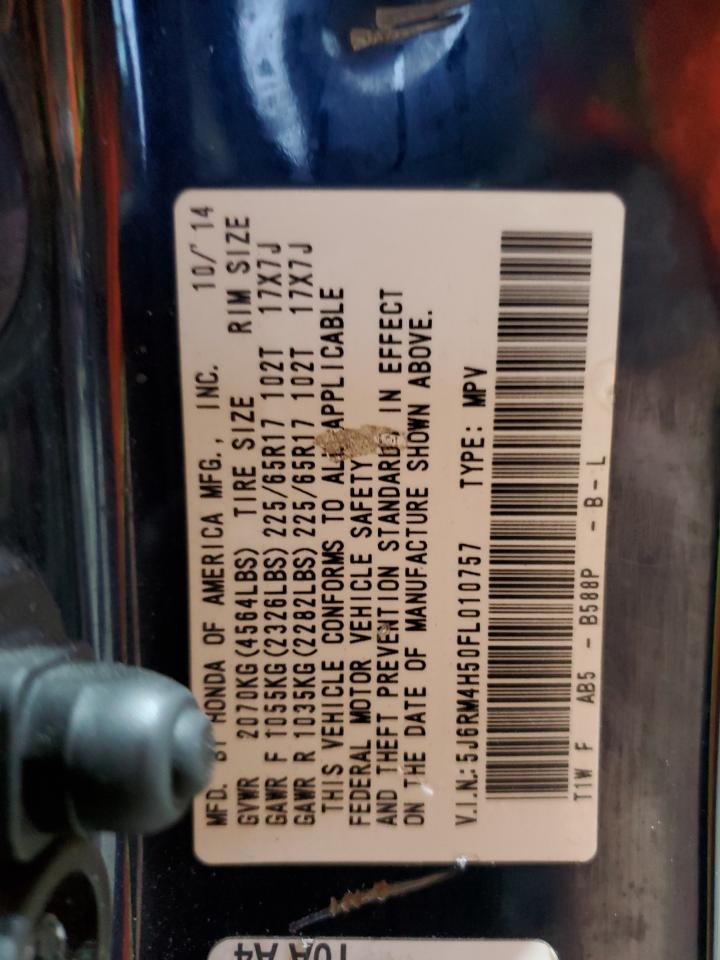 MFD. BY HONDA OF AMERICA MFG., INC. 10/'14
GVWR 2070KG(4564LBS) TIRE SIZE RIM SIZE
GAWR F 1055KG(2326LBS) 225/65R17 102T 17X7J
GAWR R 1035KG(2282LBS) 225/65R17 102T 17X7J
THIS VEHICLE CONFORMS TO ALL APPLICABLE
FEDERAL MOTOR VEHICLE SAFETY
AND THEFT PREVENTION STANDARD IN EFFECT
ON THE DATE OF MANUFACTURE SHOWN ABOVE.
V.I.N.: 5J6RM4H50FL010757 TYPE: MPV
T1W F AB5 - B588P - B - L
T0A A4